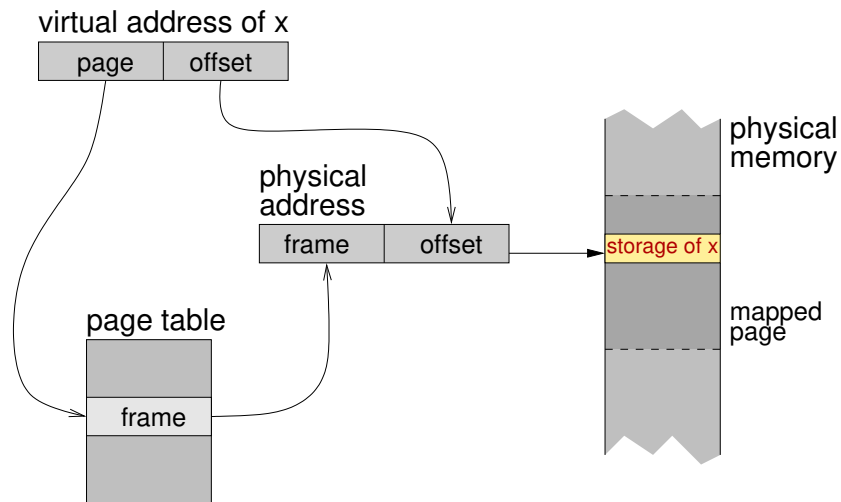 virtual address of x
page
offset
physical
address
frame
offset
page table
frame
physical
memory
storage of x
mapped
page